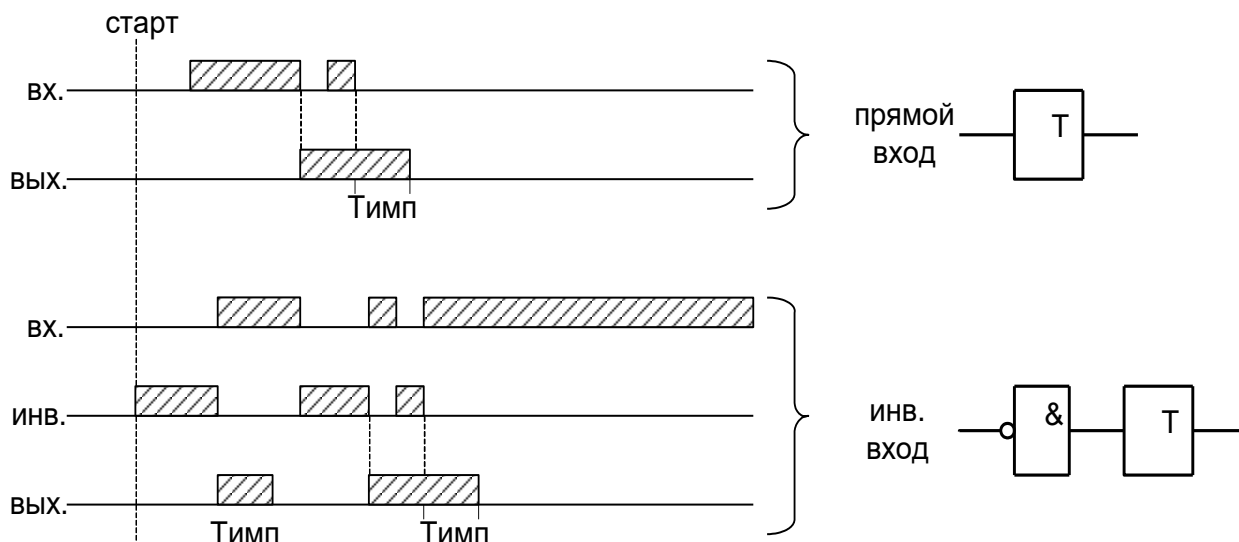 старт
вх.
вых.
Тимп
прямой
вход
T
вх.
инв.
вых.
Тимп
Тимп
инв.
вход
&
T